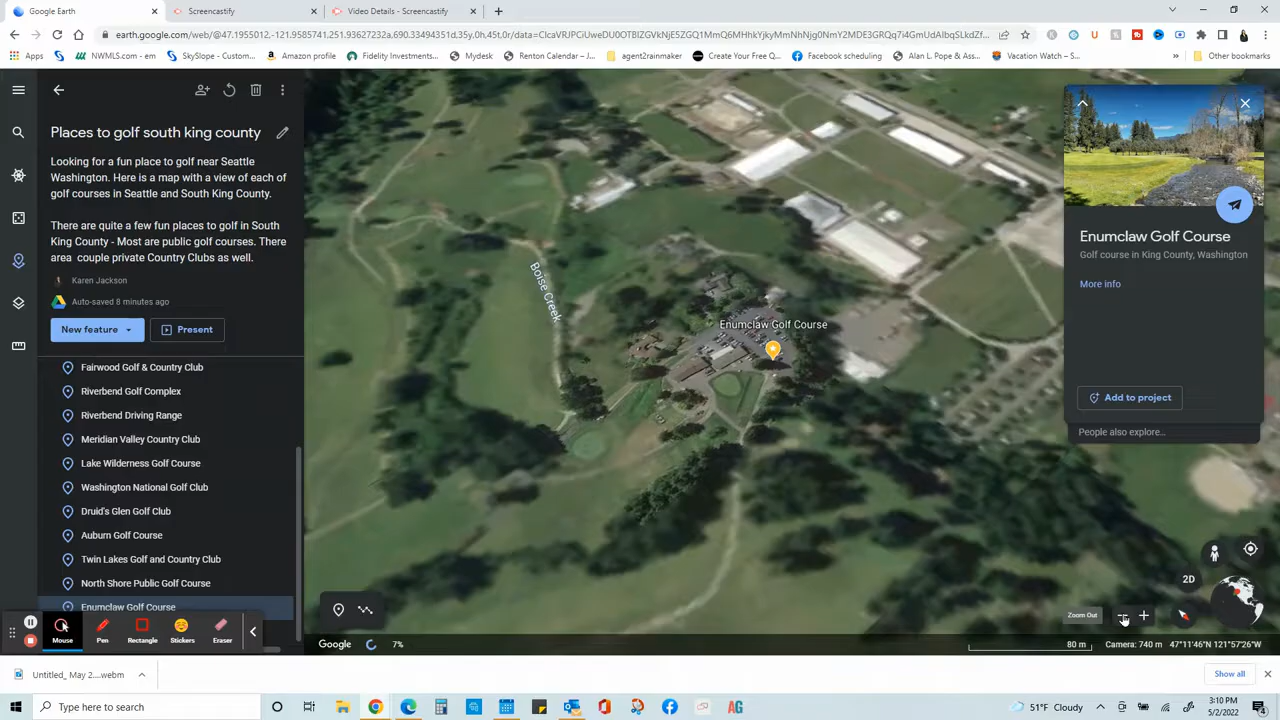 Google Earth
Screencastify
Video Details - Screencastify
earth.google.com/web/@47.1955012,-121.9585741,251.93627232a,690.33494351d,35y,0h,45t,0r/data=
Apps
NWMLS.com - em
SkySlope - Custom...
Amazon profile
Fidelity Investments...
Mydesk
Renton Calendar – J...
agent2rainmaker
Create Your Free Q...
Facebook scheduling
Alan L. Pope & Ass...
Vacation Watch – S...
»
Other bookmarks
Places to golf south king county
Looking for a fun place to golf near Seattle
Washington. Here is a map with a view of each of
golf courses in Seattle and South King County.
There are quite a few fun places to golf in South
King County - Most are public golf courses. There
area couple private Country Clubs as well.
Karen Jackson
Auto-saved 8 minutes ago
New feature
Present
Fairwood Golf & Country Club
Riverbend Golf Complex
Riverbend Driving Range
Meridian Valley Country Club
Lake Wilderness Golf Course
Washington National Golf Club
Druid's Glen Golf Club
Auburn Golf Course
Twin Lakes Golf and Country Club
North Shore Public Golf Course
Enumclaw Golf Course
Mouse
Pen
Rectangle
Stickers
Eraser
Boise Creek
Enumclaw Golf Course
Enumclaw Golf Course
Golf course in King County, Washington
More info
Add to project
People also explore...
2D
Zoom Out
Google
7%
80 m
Camera: 740 m
47°11'46"N 121°57'26"W
Untitled_ May 2....webm
Show all
Type here to search
AG
51°F Cloudy
3:10 PM
5/2/2022
4